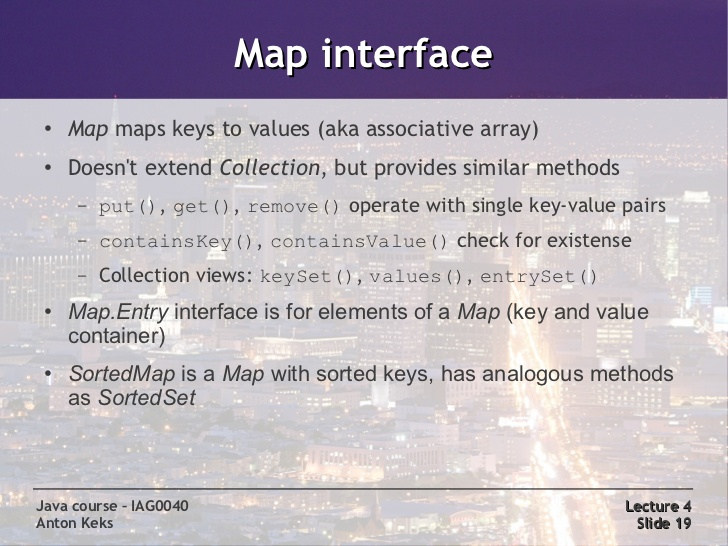 Map interface
• Map maps keys to values (aka associative array)
• Doesn't extend Collection, but provides similar methods
– put(), get(), remove() operate with single key-value pairs
– containsKey(), containsValue() check for existense
– Collection views: keySet(), values(), entrySet()
• Map.Entry interface is for elements of a Map (key and value
container)
• SortedMap is a Map with sorted keys, has analogous methods
as SortedSet
Java course – IAG0040
Lecture 4
Anton Keks
Slide 19